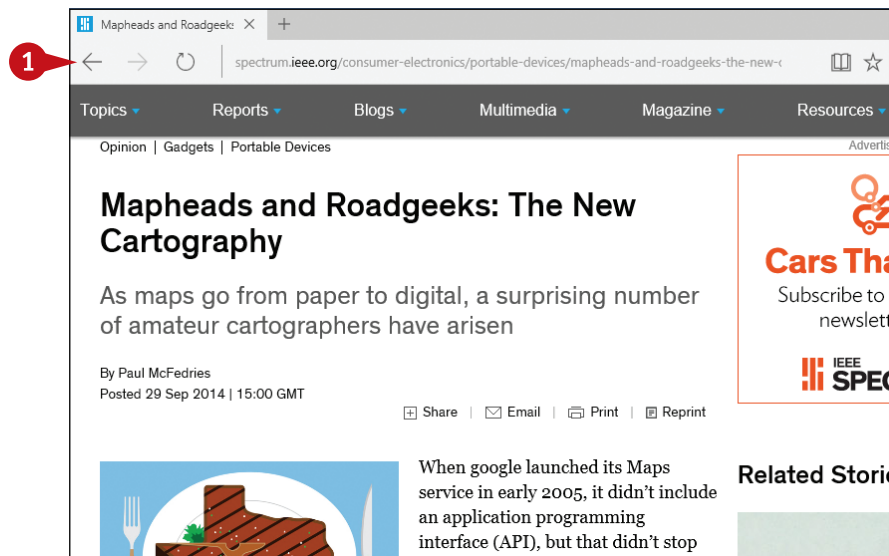 Mapheads and Roadgeek
1
spectrum.ieee.org/consumer-electronics/portable-devices/mapheads-and-roadgeeks-the-new-c
Topics Reports Blogs Multimedia Magazine Resources
Opinion | Gadgets | Portable Devices
Advertis
Mapheads and Roadgeeks: The New
Cartography
As maps go from paper to digital, a surprising number
of amateur cartographers have arisen
By Paul McFedries
Posted 29 Sep 2014 | 15:00 GMT
Share | Email | Print | Reprint
Cars Tha
Subscribe to
newslett
IEEE
SPEC
When google launched its Maps
service in early 2005, it didn’t include
an application programming
interface (API), but that didn’t stop
Related Storie